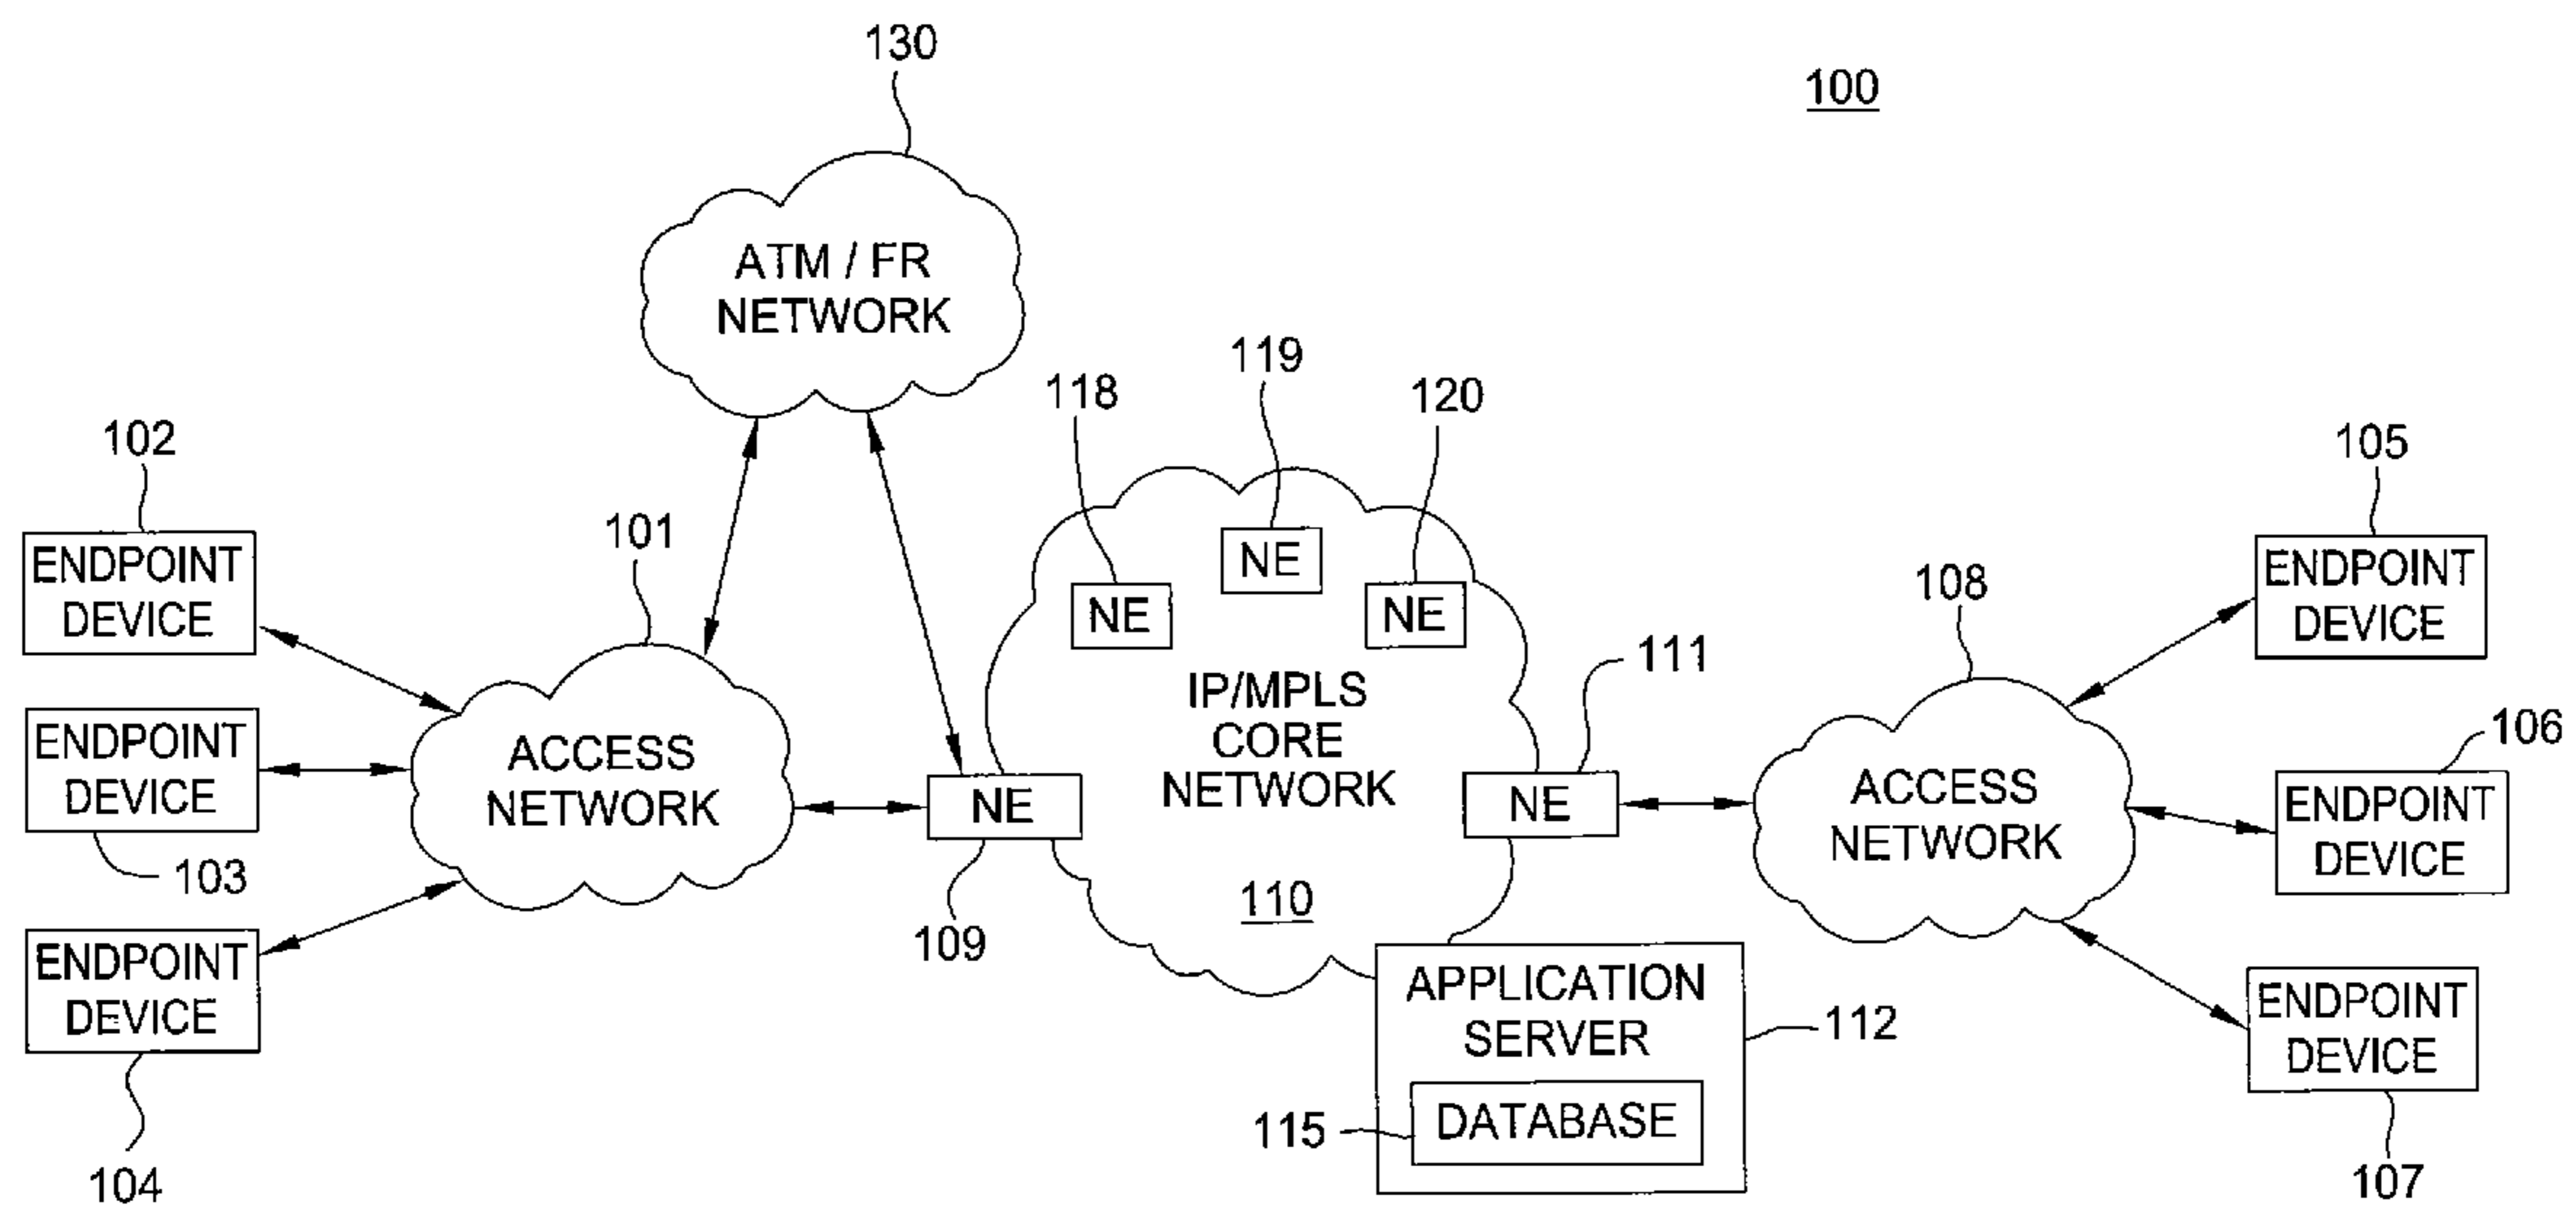 130
100
ATM / FR
NETWORK
119
118
120
102
105
101
ENDPOINT
DEVICE
NE
NE
NE
108
ENDPOINT
DEVICE
111
IP/MPLS
CORE
NETWORK
106
ENDPOINT
DEVICE
ACCESS
NETWORK
NE
NE
ACCESS
NETWORK
ENDPOINT
DEVICE
103
110
109
ENDPOINT
DEVICE
APPLICATION
SERVER
112
ENDPOINT
DEVICE
115
DATABASE
104
107